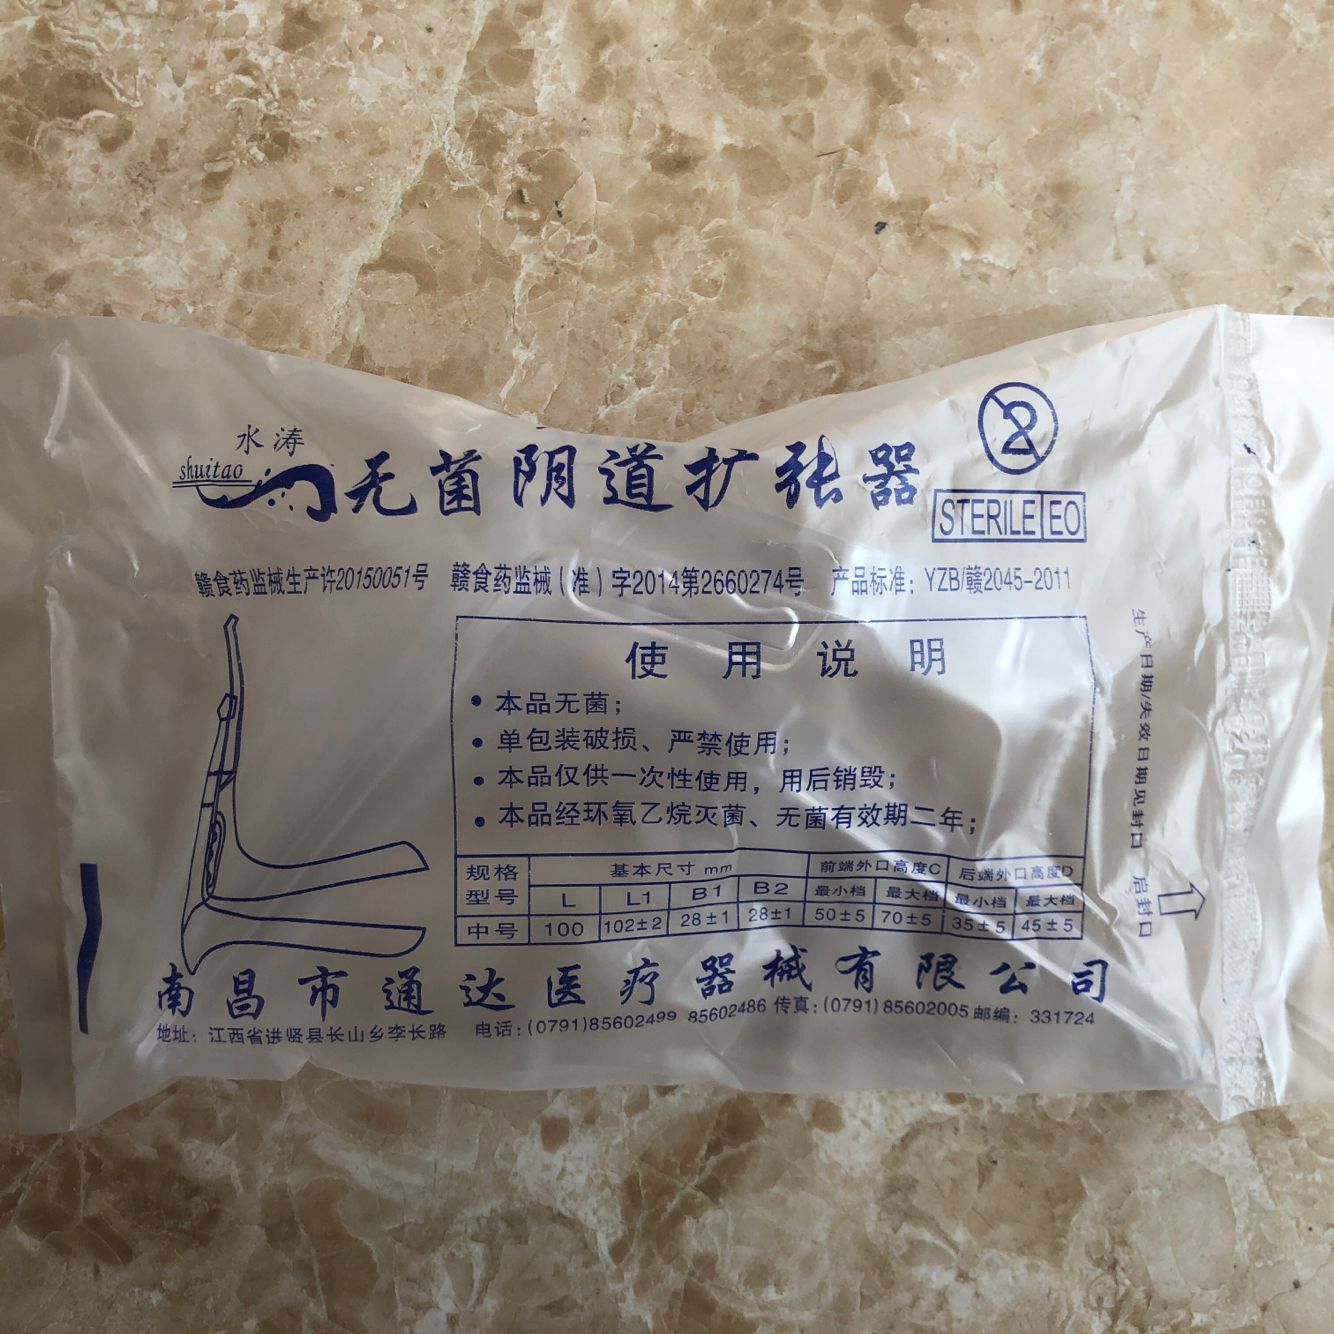 水涛
shuitao
无菌阴道扩张器
2
STERILE EO
赣食药监械生产许20150051号 赣食药监械(准)字2014第2660274号 产品标准：YZB/赣2045-2011
使用说明
• 本品无菌；
• 单包装破损、严禁使用；
• 本品仅供一次性使用，用后销毁；
• 本品经环氧乙烷灭菌、无菌有效期二年；
规格型号 基本尺寸 mm 前端外口高度C 后端外口高度D
L L1 B1 B2 最小档 最大档 最小档 最大档
中号 100 102±2 28±1 28±1 50±5 70±5 35±5 45±5
生产日期/失效日期见封口 启封口
南昌市通达医疗器械有限公司
地址：江西省进贤县长山乡李长路 电话：(0791)85602499 85602486 传真：(0791)85602005 邮编：331724